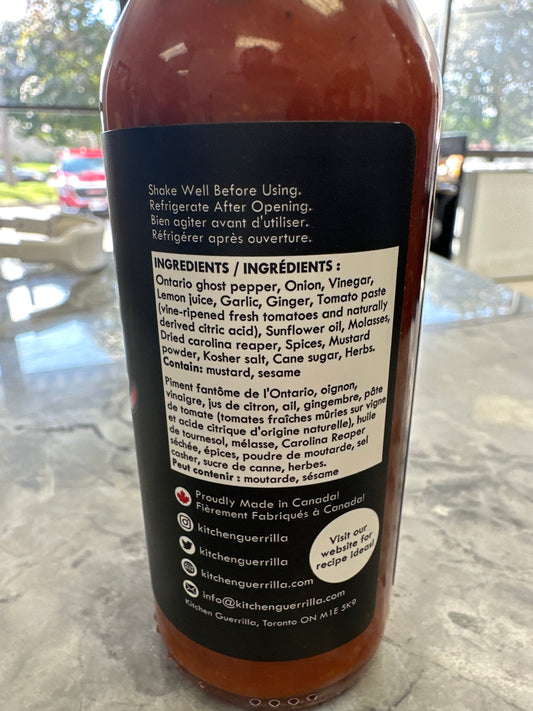 Shake Well Before Using.
Refrigerate After Opening.
Bien agiter avant d'utiliser.
Réfrigérer après ouverture.
INGREDIENTS / INGRÉDIENTS :
Ontario ghost pepper, Onion, Vinegar,
Lemon juice, Garlic, Ginger, Tomato paste
(vine-ripened fresh tomatoes and naturally
derived citric acid), Sunflower oil, Molasses,
Dried carolina reaper, Spices, Mustard
powder, Kosher salt, Cane sugar, Herbs.
Contain: mustard, sesame
Piment fantôme de l'Ontario, oignon,
vinaigre, jus de citron, ail, gingembre, pâte
de tomate (tomates fraîches mûries sur vigne
et acide citrique d'origine naturelle), huile
de tournesol, mélasse, Carolina Reaper
séchée, épices, poudre de moutarde, sel
casher, sucre de canne, herbes.
Peut contenir : moutarde, sésame
Proudly Made in Canada!
Fièrement Fabriqués à Canada!
kitchenguerrilla
kitchenguerrilla
kitchenguerrilla.com
info@kitchenguerrilla.com
Kitchen Guerrilla, Toronto ON M1E 5K9
Visit our
website for
recipe ideas!